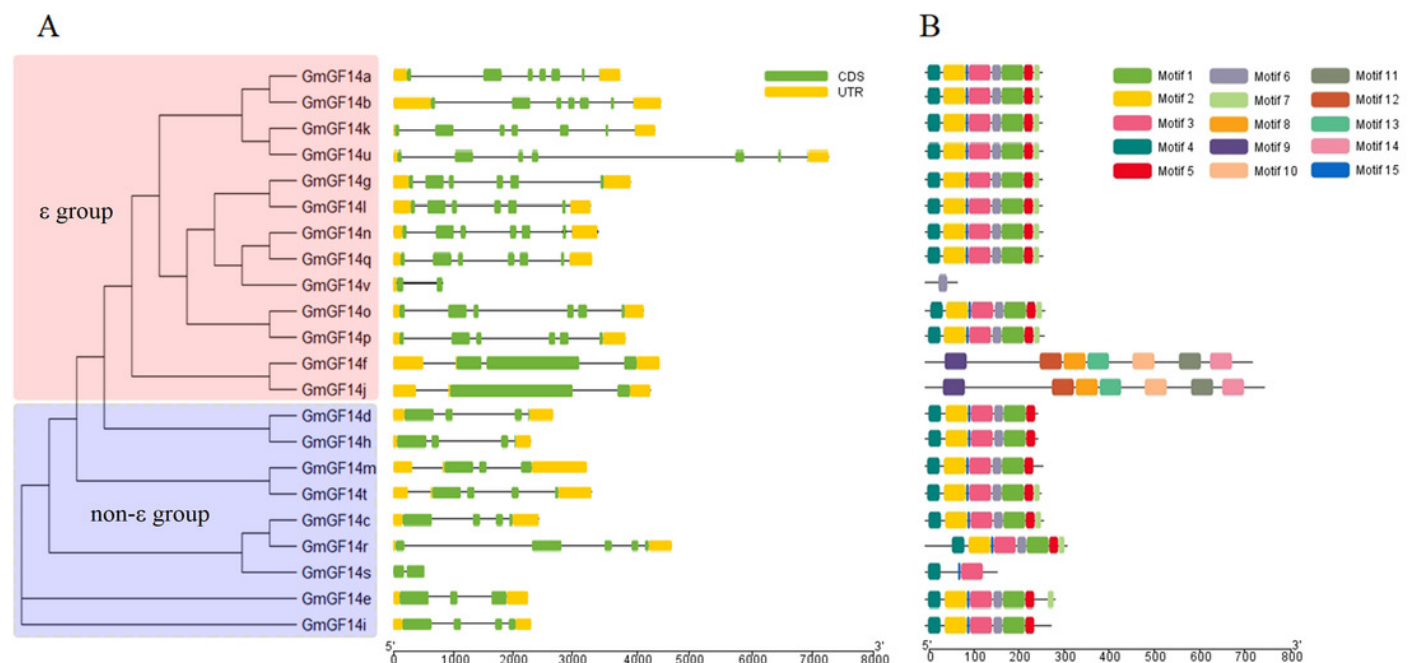 A
B
ε group
non-ε group
GmGF14a
GmGF14b
GmGF14k
GmGF14u
GmGF14g
GmGF14l
GmGF14n
GmGF14q
GmGF14v
GmGF14o
GmGF14p
GmGF14f
GmGF14j
GmGF14d
GmGF14h
GmGF14m
GmGF14t
GmGF14c
GmGF14r
GmGF14s
GmGF14e
GmGF14i
CDS
UTR
5' 3'
0 1000 2000 3000 4000 5000 6000 7000 8000
Motif 1 Motif 6 Motif 11
Motif 2 Motif 7 Motif 12
Motif 3 Motif 8 Motif 13
Motif 4 Motif 9 Motif 14
Motif 5 Motif 10 Motif 15
5' 3'
0 100 200 300 400 500 600 700 800